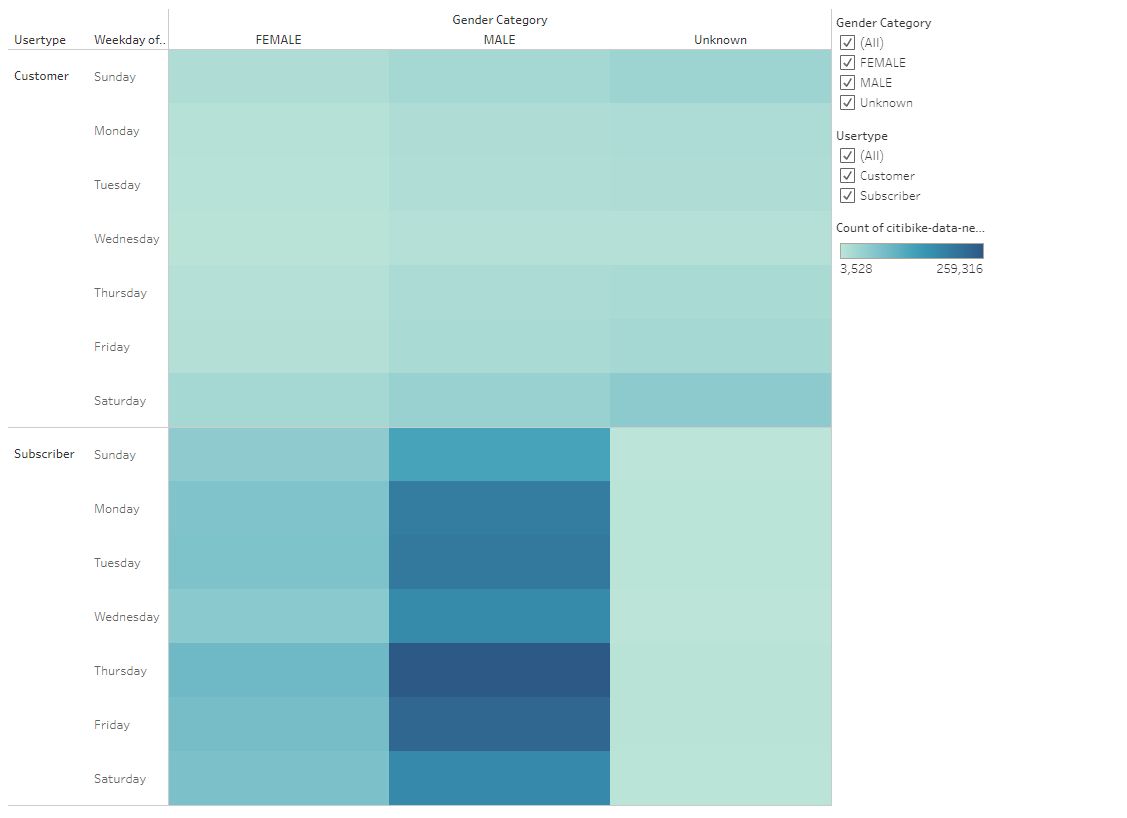 Gender Category
Usertype Weekday of.. FEMALE MALE Unknown
Customer Sunday
Monday
Tuesday
Wednesday
Thursday
Friday
Saturday
Subscriber Sunday
Monday
Tuesday
Wednesday
Thursday
Friday
Saturday
Gender Category
(All)
FEMALE
MALE
Unknown
Usertype
(All)
Customer
Subscriber
Count of citibike-data-ne...
3,528 259,316